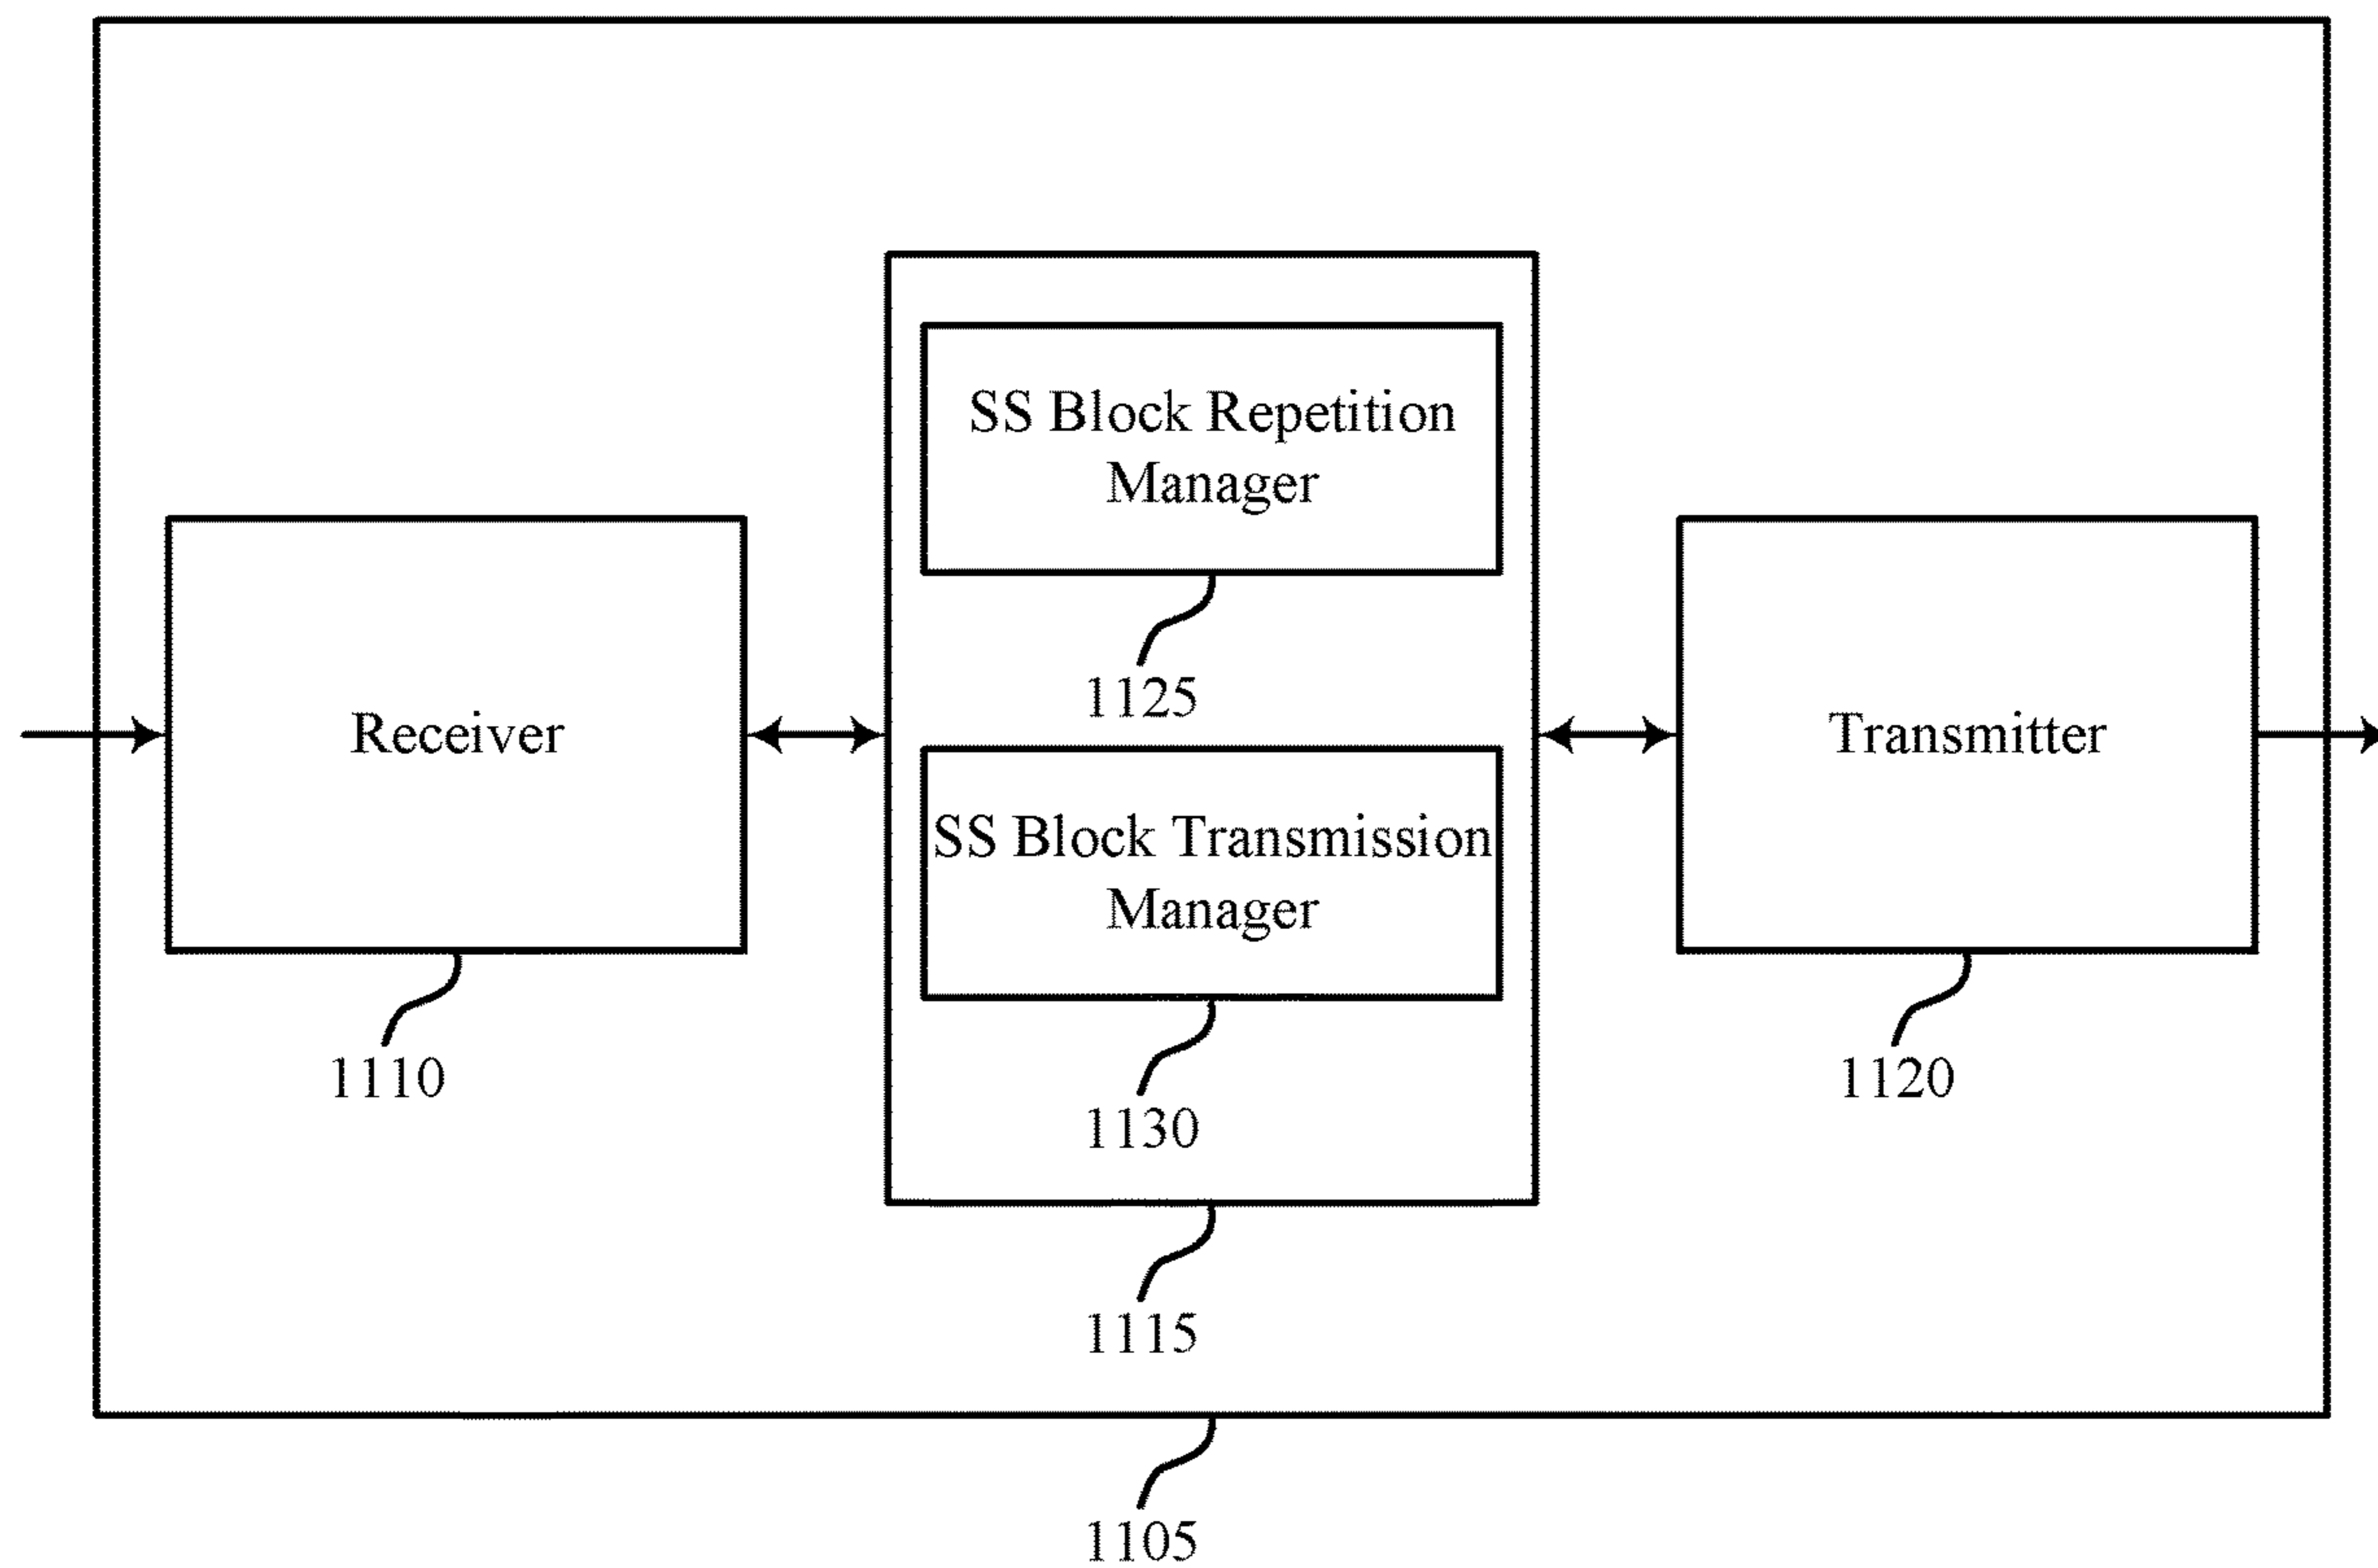 SS Block Repetition
Manager
1125
Receiver
1110
SS Block Transmission
Manager
1130
Transmitter
1120
1115
1105